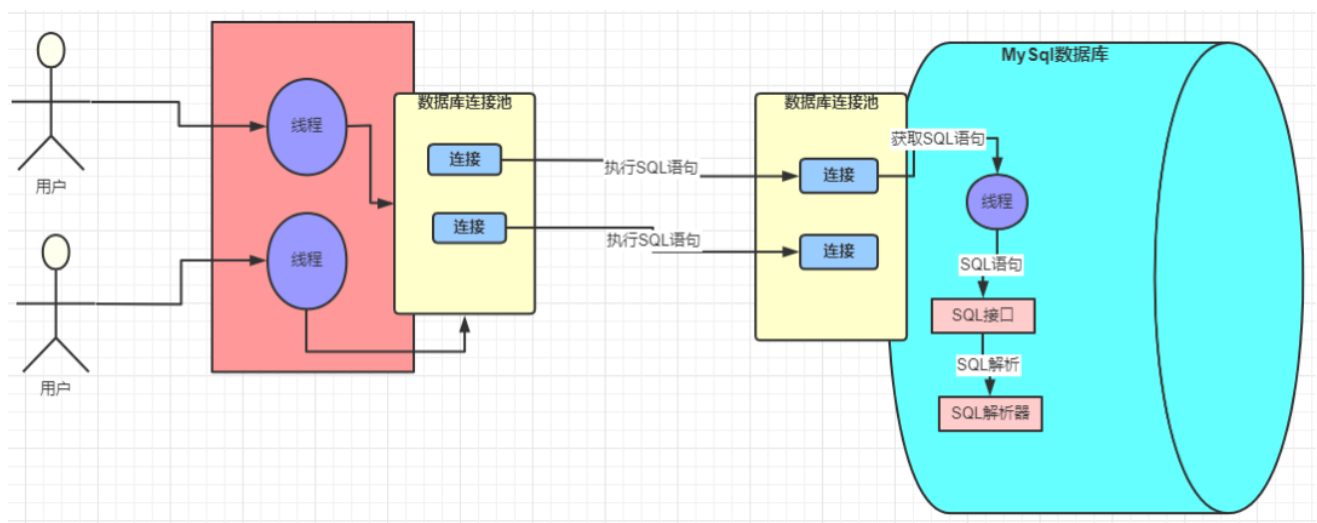 用户
用户
线程
线程
数据库连接池
连接
连接
执行SQL语句
执行SQL语句
数据库连接池
连接
连接
MySql数据库
获取SQL语句
线程
SQL语句
SQL接口
SQL解析
SQL解析器